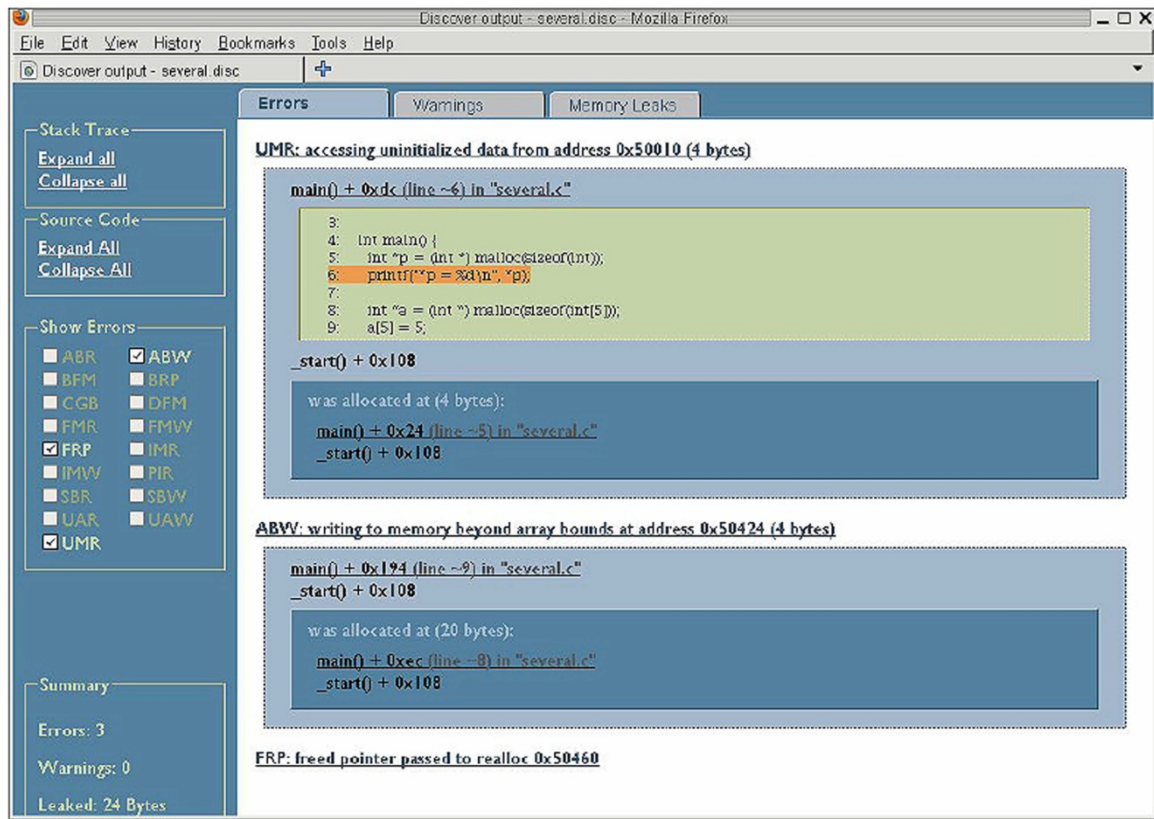 Discover output - several.disc - Mozilla Firefox
File Edit View History Bookmarks Tools Help
Discover output - several.disc
Errors Warnings Memory Leaks
Stack Trace
Expand all
Collapse all
Source Code
Expand All
Collapse All
Show Errors
ABR ABW
BFM BRP
CGB DFM
FMR FMW
FRP IMR
IMW PIR
SBR SBW
UAR UAW
UMR
Summary
Errors: 3
Warnings: 0
Leaked: 24 Bytes
UMR: accessing uninitialized data from address 0x50010 (4 bytes)
main() + 0xdc (line ~6) in "several.c"
3:
4: int main() {
5: int *p = (int *) malloc(sizeof(int));
6: printf("*p = %d\n", *p);
7:
8: int *a = (int *) malloc(sizeof(int[5]));
9: a[5] = 5;
_start() + 0x108
was allocated at (4 bytes):
main() + 0x24 (line ~5) in "several.c"
_start() + 0x108
ABW: writing to memory beyond array bounds at address 0x50424 (4 bytes)
main() + 0x194 (line ~9) in "several.c"
_start() + 0x108
was allocated at (20 bytes):
main() + 0xec (line ~8) in "several.c"
_start() + 0x108
FRP: freed pointer passed to realloc 0x50460